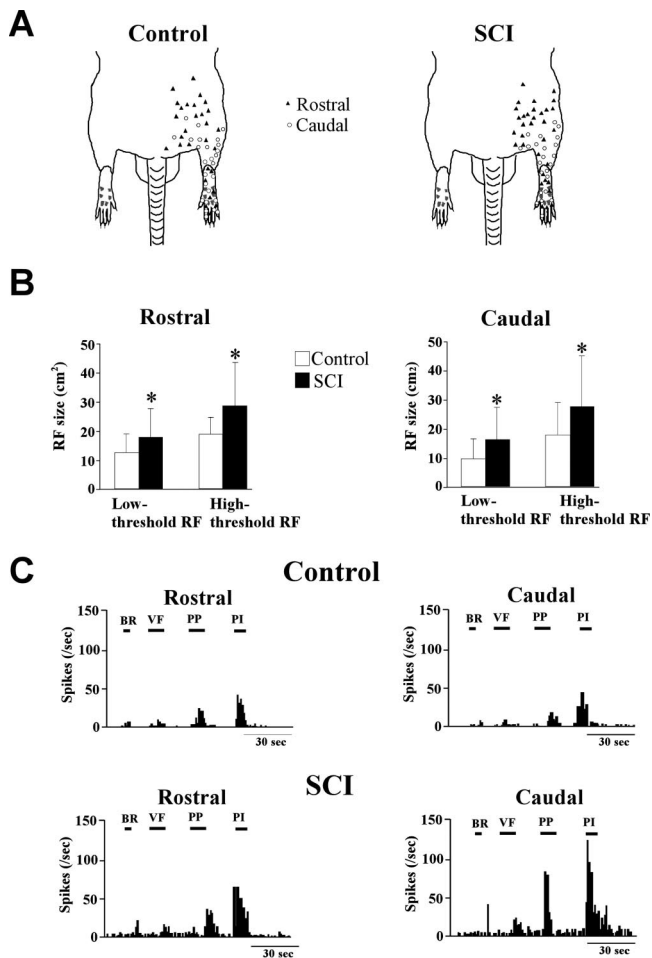 A
Control
SCI
▲ Rostral
○ Caudal
B
Rostral
Caudal
RF size (cm²)
50
40
30
20
10
0
*
*
Low-
threshold RF
High-
threshold RF
Control
SCI
RF size (cm2)
50
40
30
20
10
0
*
*
Low-
threshold RF
High-
threshold RF
C
Control
Rostral
Caudal
Spikes (/sec)
150
100
50
0
BR VF PP PI
30 sec
Spikes (/sec)
150
100
50
0
BR VF PP PI
30 sec
SCI
Rostral
Caudal
Spikes (/sec)
150
100
50
0
BR VF PP PI
30 sec
Spikes (/sec)
150
100
50
0
BR VF PP PI
30 sec